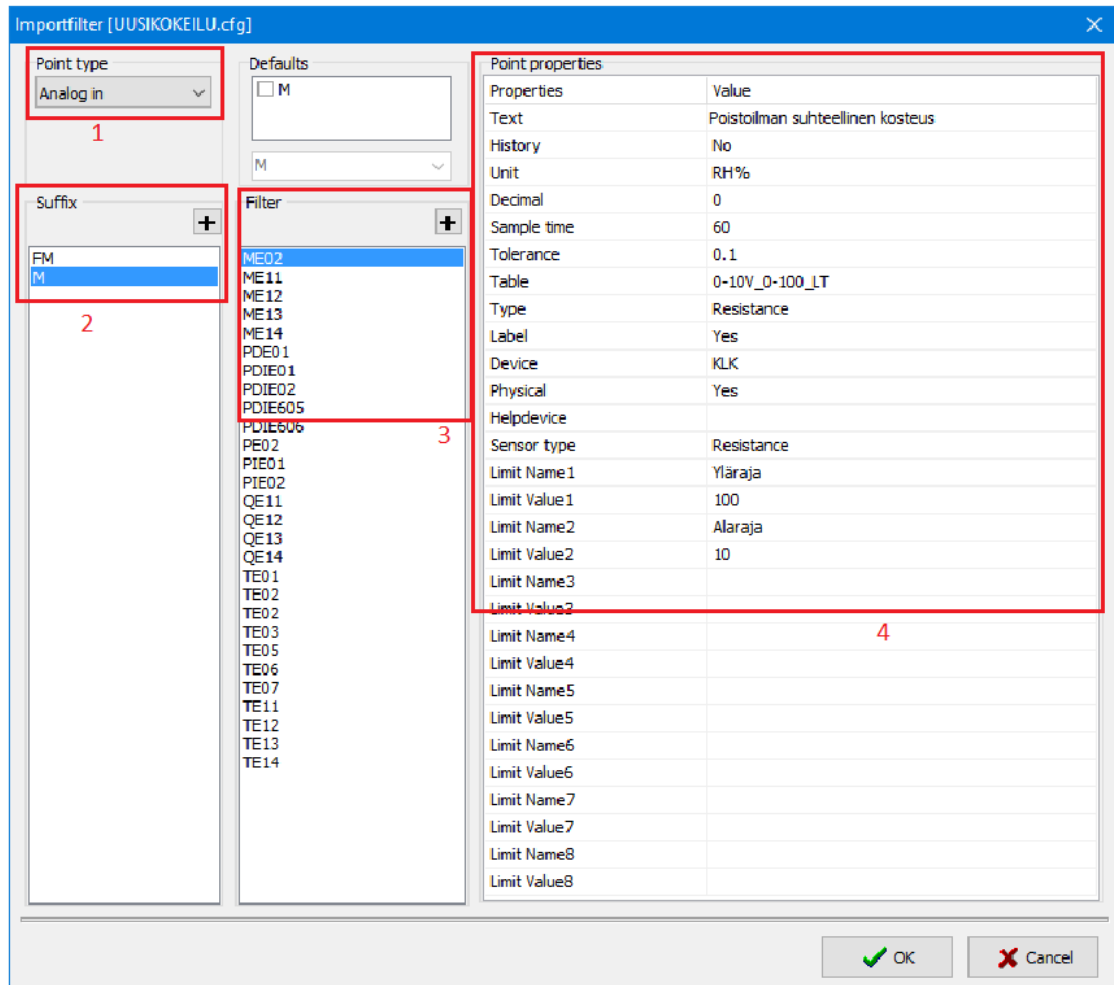 Importfilter [UUSIKOKEILU.cfg]
Point type
Analog in
1
Defaults
M
M
Suffix
+
FM
M
2
Filter
+
ME02
ME11
ME12
ME13
ME14
PDE01
PDIE01
PDIE02
PDIE605
PDIE606
PE02
PIE01
PIE02
QE11
QE12
QE13
QE14
TE01
TE02
TE02
TE03
TE05
TE06
TE07
TE11
TE12
TE13
TE14
3
Point properties
Properties Value
Text Poistoilman suhteellinen kosteus
History No
Unit RH%
Decimal 0
Sample time 60
Tolerance 0.1
Table 0-10V_0-100_LT
Type Resistance
Label Yes
Device KLK
Physical Yes
Helpdevice
Sensor type Resistance
Limit Name1 Yläraja
Limit Value1 100
Limit Name2 Alaraja
Limit Value2 10
Limit Name3
Limit Value3
Limit Name4
4
Limit Value4
Limit Name5
Limit Value5
Limit Name6
Limit Value6
Limit Name7
Limit Value7
Limit Name8
Limit Value8
OK
Cancel